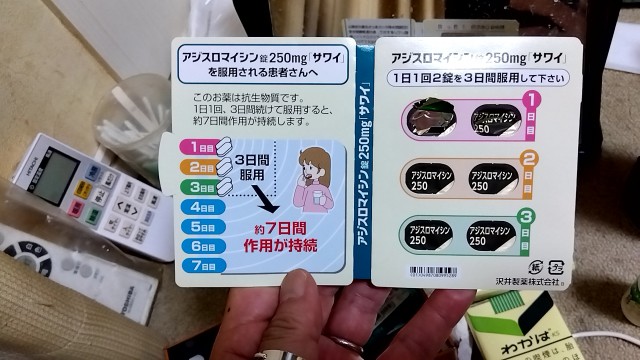 アジスロマイシン錠250mg「サワイ」
を服用される患者さんへ
このお薬は抗生物質です。
1日1回、3日間続けて服用すると、
約7日間作用が持続します。
1日目
2日目
3日目
3日間
服用
4日目
5日目
6日目
7日目
約7日間
作用が持続
アジスロマイシン錠250mg「サワイ」
アジスロマイシン錠250mg「サワイ」
1日1回2錠を3日間服用して下さい
1日目
アジスロマイシン
250
2日目
アジスロマイシン
250
アジスロマイシン
250
3日目
アジスロマイシン
250
アジスロマイシン
250
紙
沢井製薬株式会社
HITACHI
わかば